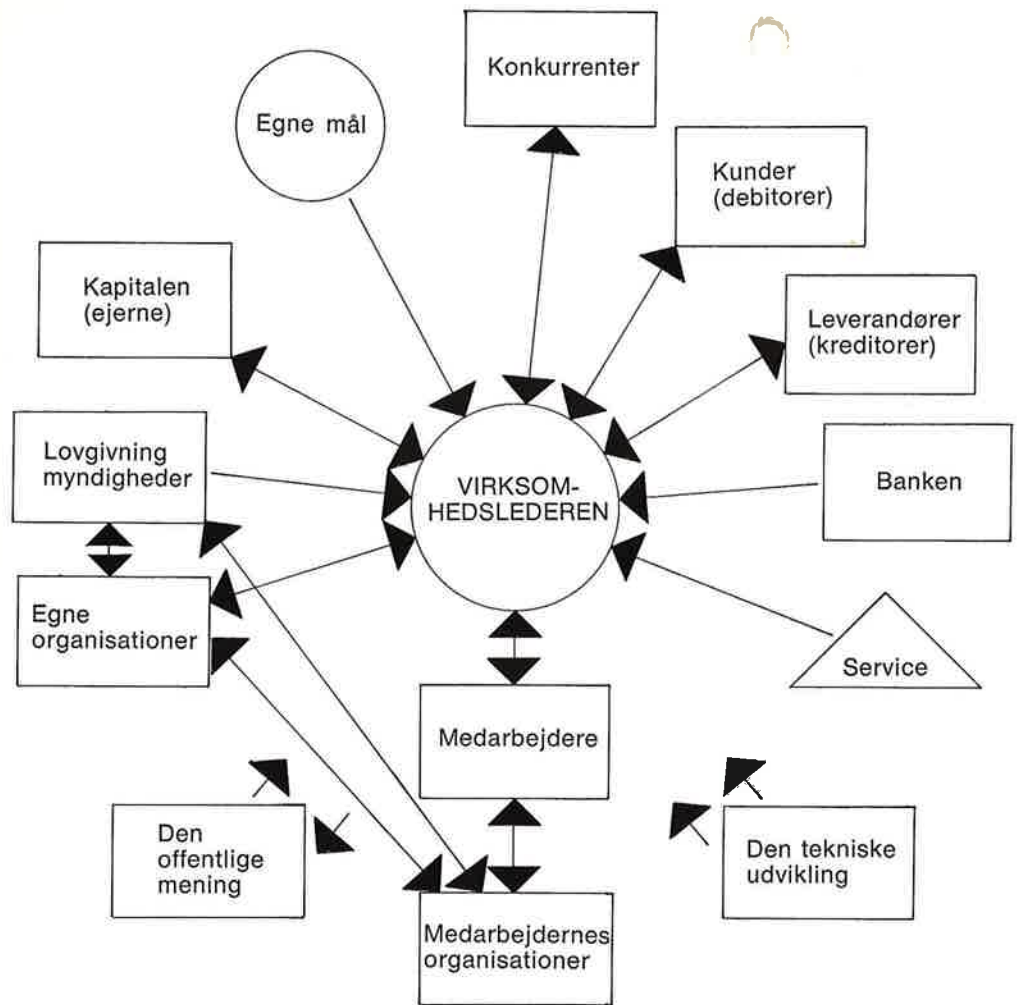 Konkurrenter
Egne mål
Kunder
(debitorer)
Kapitalen
(ejerne)
Leverandører
(kreditorer)
Lovgivning
myndigheder
VIRKSOM-
HEDSLEDEREN
Banken
Egne
organisationer
Service
Medarbejdere
Den
offentlige
mening
Den tekniske
udvikling
Medarbejdernes
organisationer